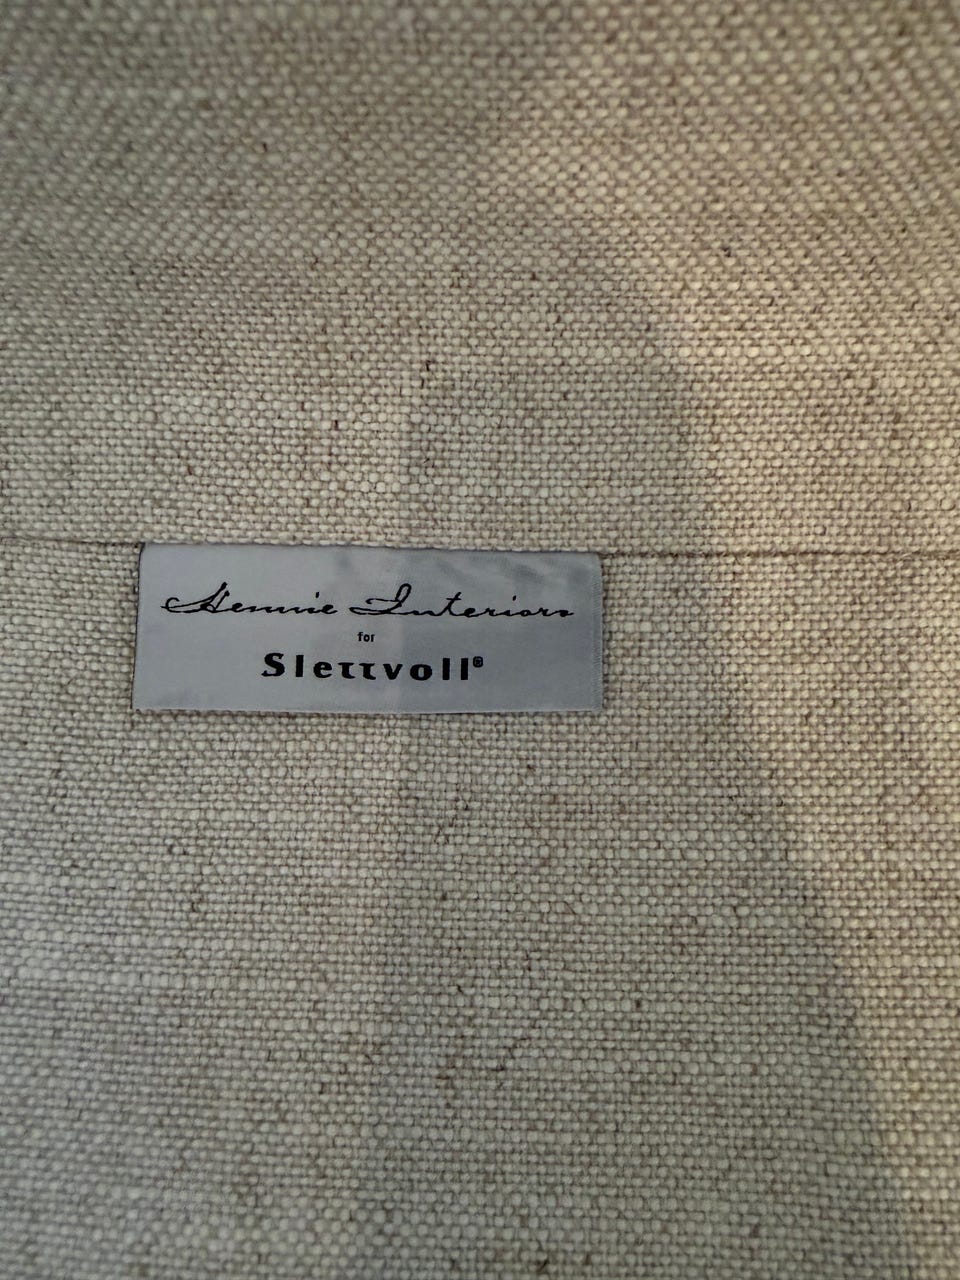 Hennie Interiors
for
Slettvoll®